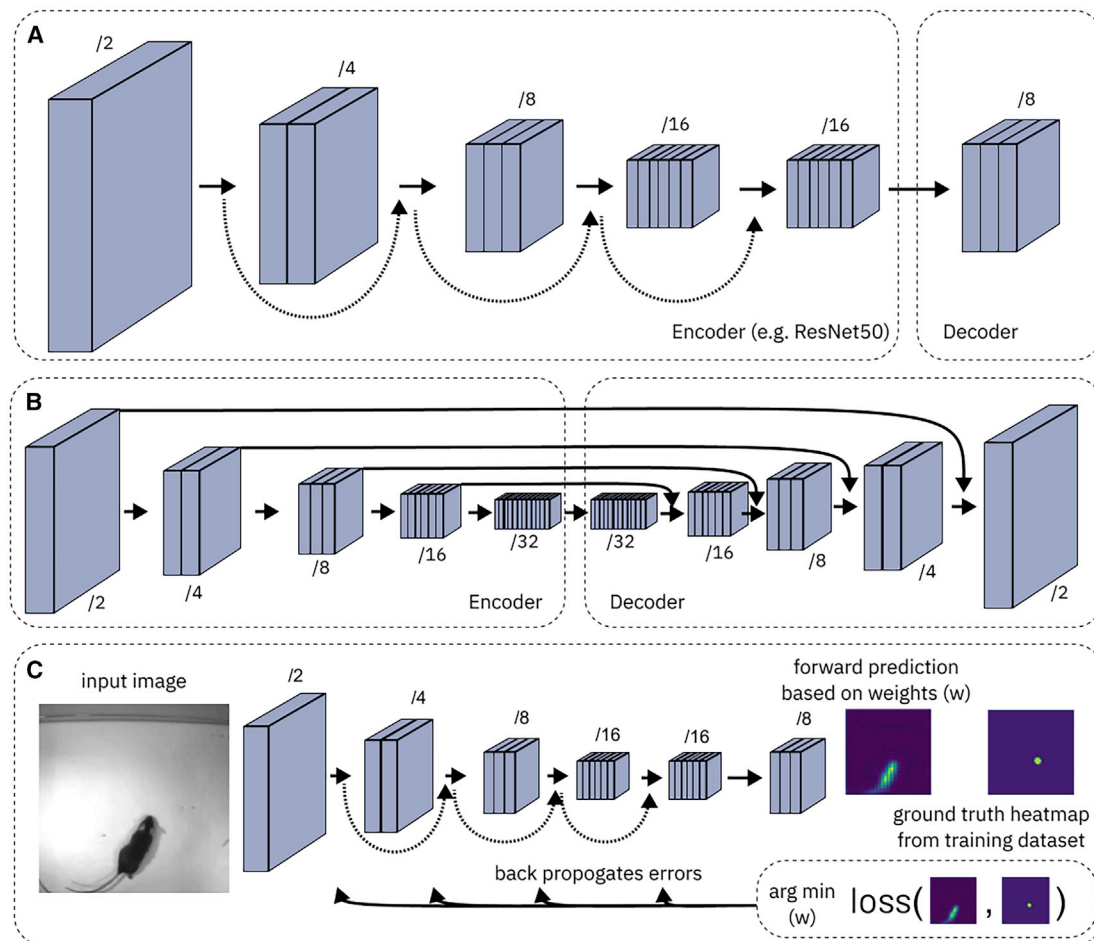 A
/2
/4
/8
/16
/16
/8
Encoder (e.g. ResNet50)
Decoder
B
/2
/4
/8
/16
/32
/32
/16
/8
/4
/2
Encoder
Decoder
C
input image
/2
/4
/8
/16
/16
/8
forward prediction
based on weights (w)
ground truth heatmap
from training dataset
back propogates errors
arg min
(w)
loss( , )